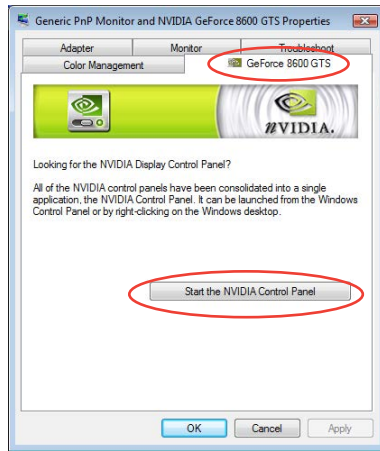 Generic PnP Monitor and NVIDIA GeForce 8600 GTS Properties
Adapter Monitor Troubleshoot
Color Management GeForce 8600 GTS
NVIDIA.
Looking for the NVIDIA Display Control Panel?
All of the NVIDIA control panels have been consolidated into a single
application, the NVIDIA Control Panel. It can be launched from the Windows
Control Panel or by right-clicking on the Windows desktop.
Start the NVIDIA Control Panel
OK Cancel Apply